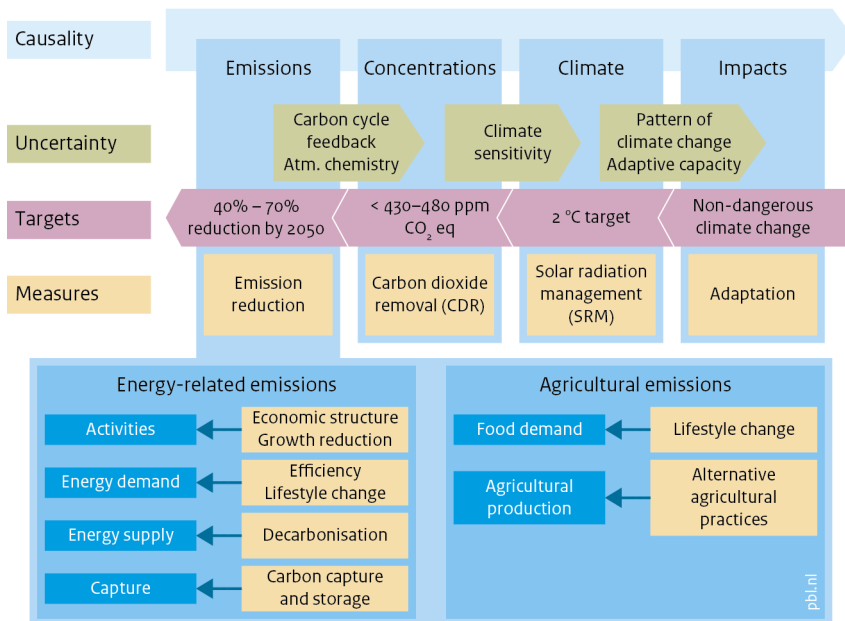 Causality
Emissions
Concentrations
Climate
Impacts
Uncertainty
Carbon cycle
feedback
Atm. chemistry
Climate
sensitivity
Pattern of
climate change
Adaptive capacity
Targets
40% – 70%
reduction by 2050
< 430–480 ppm
CO₂ eq
2 °C target
Non-dangerous
climate change
Measures
Emission
reduction
Carbon dioxide
removal (CDR)
Solar radiation
management
(SRM)
Adaptation
Energy-related emissions
Activities
Economic structure
Growth reduction
Energy demand
Efficiency
Lifestyle change
Energy supply
Decarbonisation
Capture
Carbon capture
and storage
Agricultural emissions
Food demand
Lifestyle change
Agricultural
production
Alternative
agricultural
practices
pbl.nl